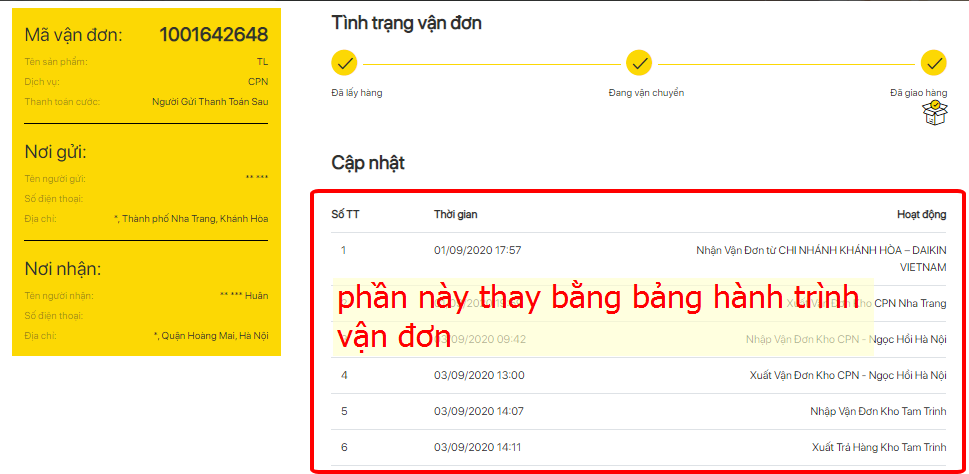 Mã vận đơn: 1001642648
Tên sản phẩm: TL
Dịch vụ: CPN
Thanh toán cước: Người Gửi Thanh Toán Sau
Nơi gửi:
Tên người gửi: ** ***
Số điện thoại:
Địa chỉ: *, Thành phố Nha Trang, Khánh Hòa
Nơi nhận:
Tên người nhận: ** *** Huân
Số điện thoại:
Địa chỉ: *, Quận Hoàng Mai, Hà Nội
Tình trạng vận đơn
Đã lấy hàng Đang vận chuyển Đã giao hàng
Cập nhật
Số TT Thời gian Hoạt động
1 01/09/2020 17:57 Nhận Vận Đơn từ CHI NHÁNH KHÁNH HÒA – DAIKIN
VIETNAM
phần này thay bằng bảng hành trình
vận đơn
Xuất Vận Đơn Kho CPN Nha Trang
03/09/2020 09:42 Nhập Vận Đơn Kho CPN - Ngọc Hồi Hà Nội
4 03/09/2020 13:00 Xuất Vận Đơn Kho CPN - Ngọc Hồi Hà Nội
5 03/09/2020 14:07 Nhập Vận Đơn Kho Tam Trinh
6 03/09/2020 14:11 Xuất Trả Hàng Kho Tam Trinh